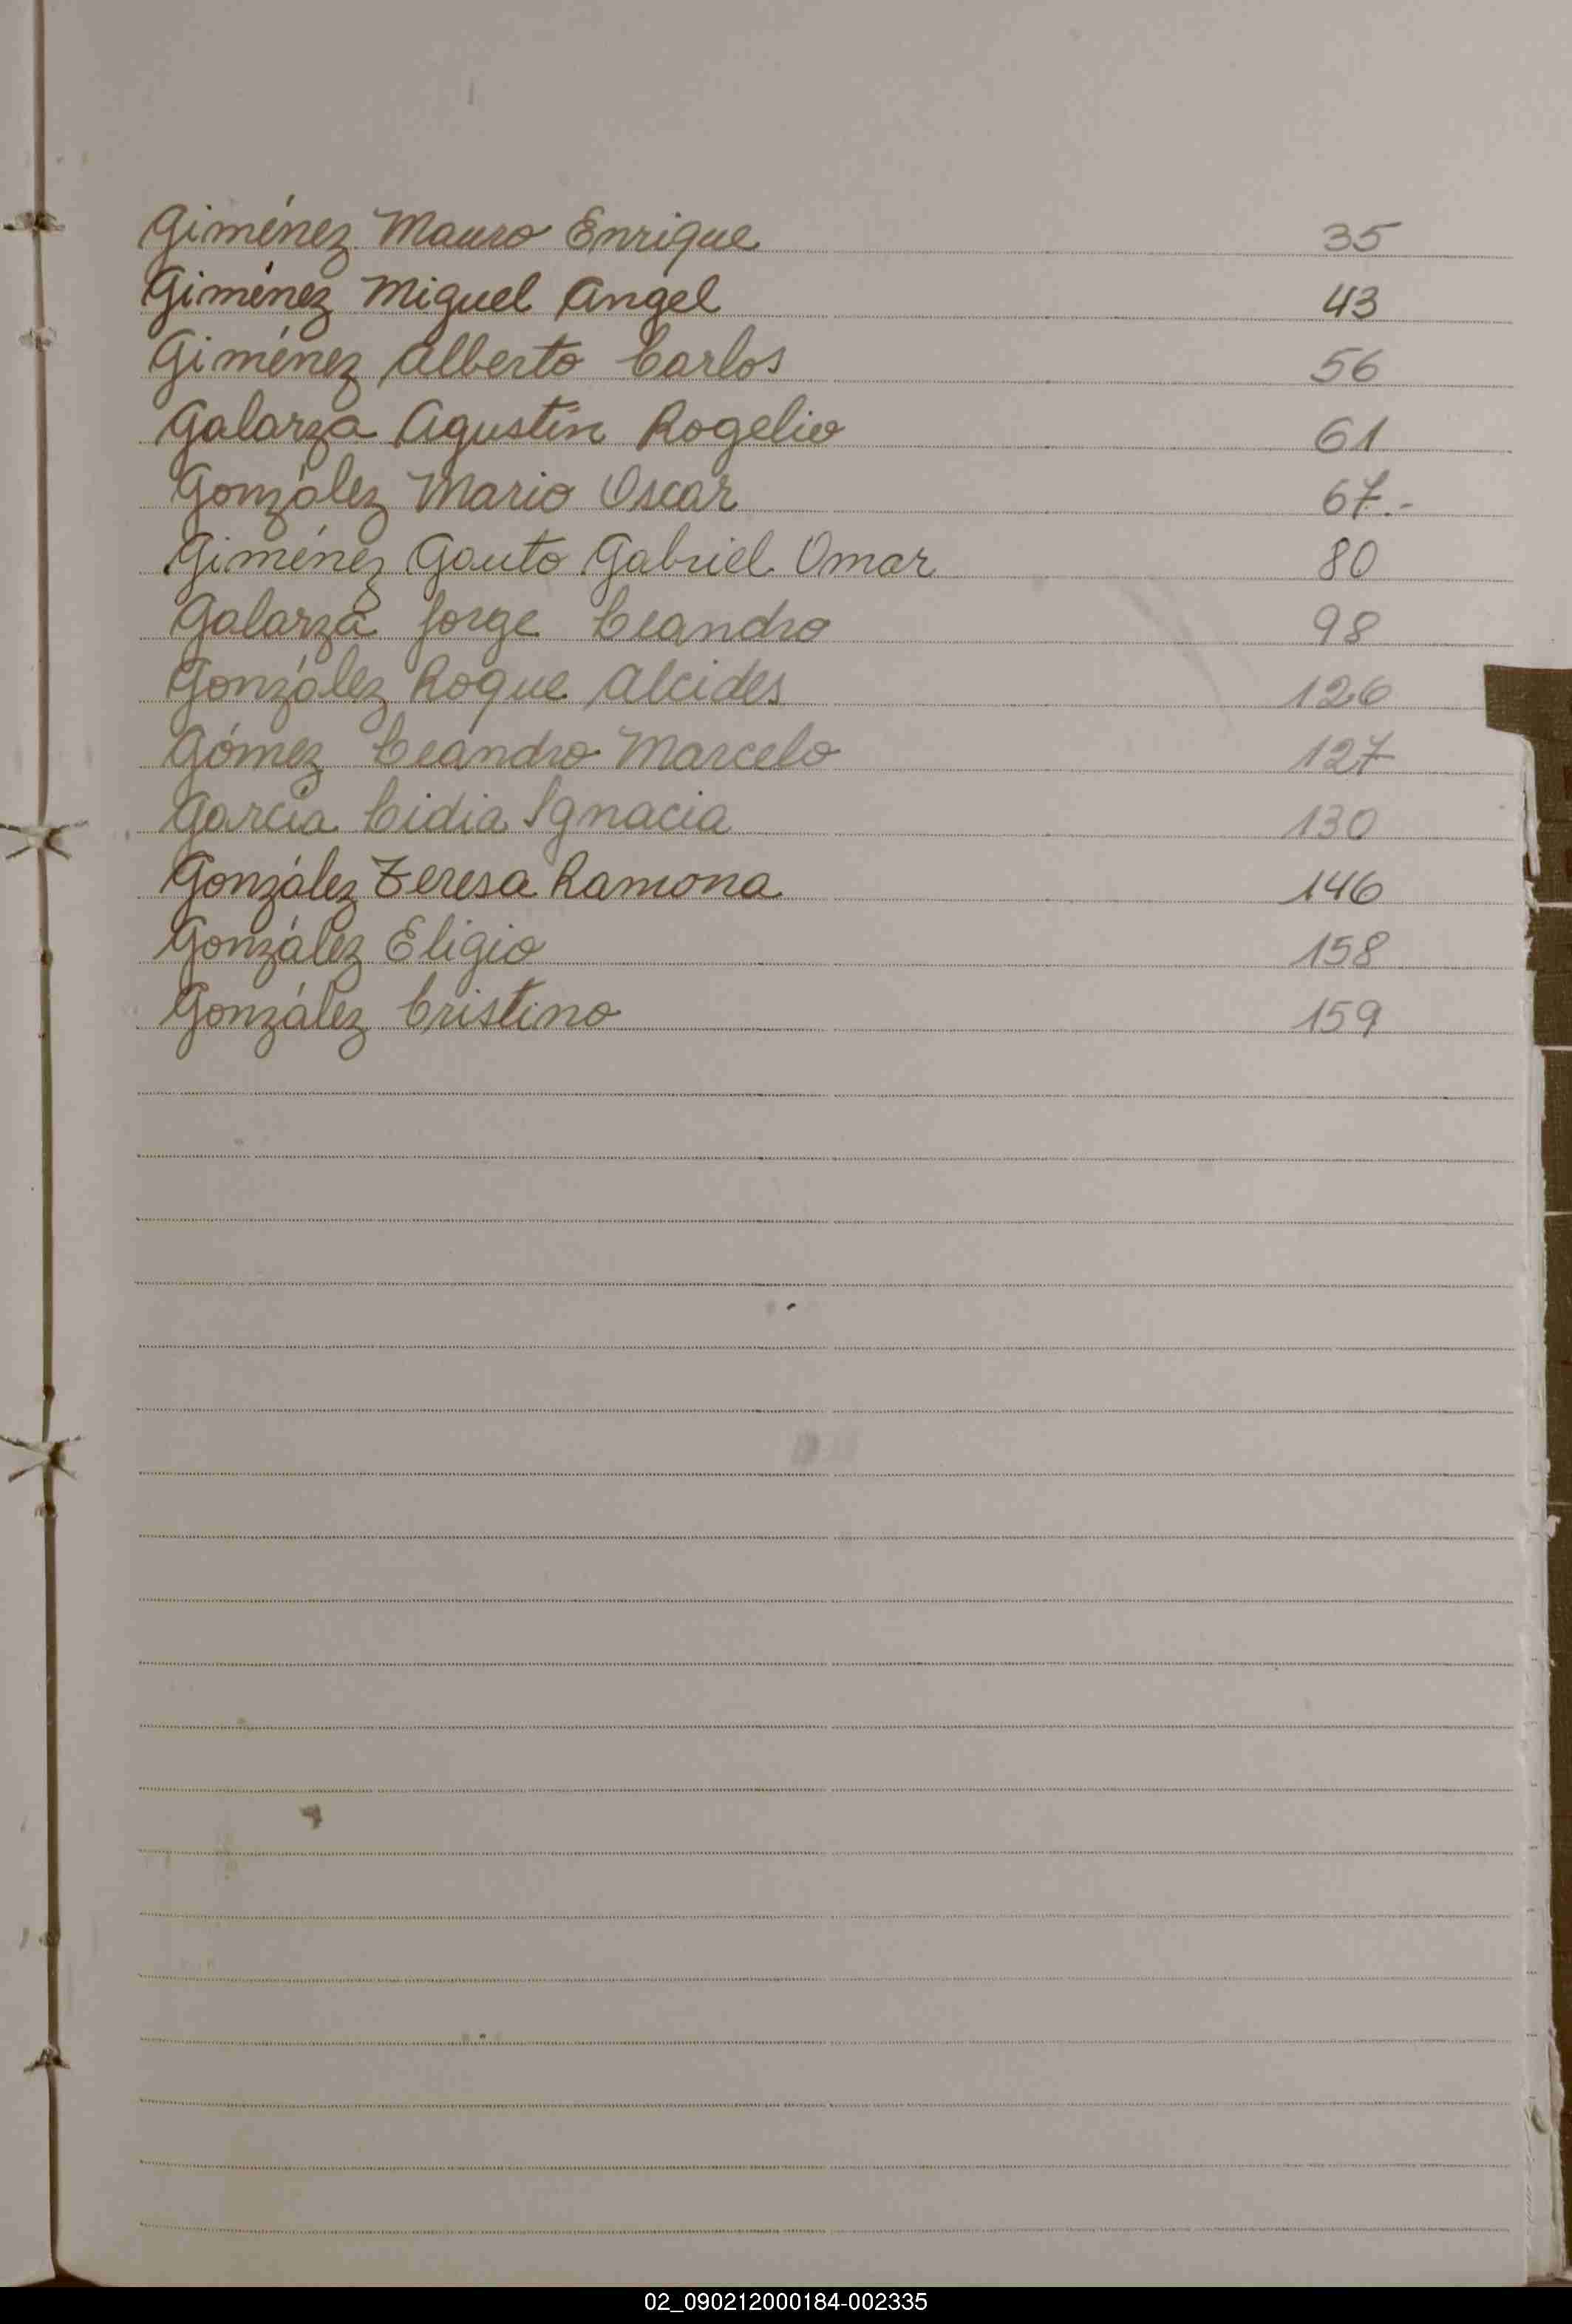 Giménez Mauro Enrique 35
Giménez Miguel Angel 43
Giménez Alberto Carlos 56
Galarza Agustín Rogelio 61
González Mario Oscar 67.-
Giménez Gauto Gabriel Omar 80
Galarza Jorge Leandro 98
González Roque Alcides 126
Gómez Leandro Marcelo 127
García Lidia Ignacia 130
González Teresa Ramona 146
González Eligio 158
González Cristino 159
02_090212000184-002335